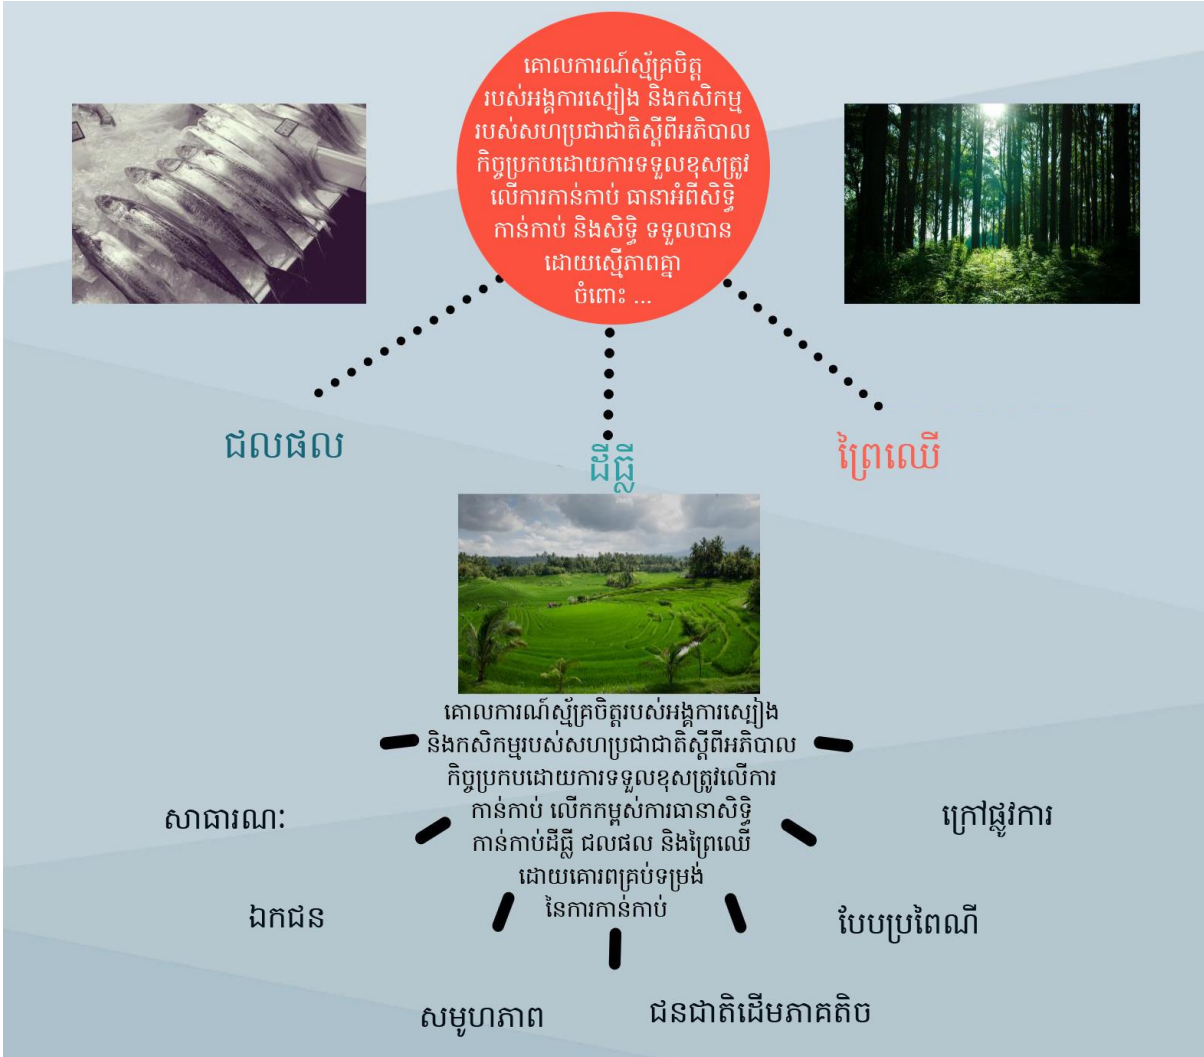 គោលការណ៍ស្ម័គ្រចិត្ត
របស់អង្គការស្បៀង និងកសិកម្ម
របស់សហប្រជាជាតិស្តីពីអភិបាល
កិច្ចប្រកបដោយការទទួលខុសត្រូវ
លើការកាន់កាប់ ធានាអំពីសិទ្ធិ
កាន់កាប់ និងសិទ្ធិ ទទួលបាន
ដោយស្មើភាពគ្នា
ចំពោះ ...
ជលផល
ដីធ្លី
ព្រៃឈើ
គោលការណ៍ស្ម័គ្រចិត្តរបស់អង្គការស្បៀង
និងកសិកម្មរបស់សហប្រជាជាតិស្តីពីអភិបាល
កិច្ចប្រកបដោយការទទួលខុសត្រូវលើការ
កាន់កាប់ លើកកម្ពស់ការធានាសិទ្ធិ
កាន់កាប់ដីធ្លី ជលផល និងព្រៃឈើ
ដោយគោរពគ្រប់ទម្រង់
នៃការកាន់កាប់
សាធារណៈ
ឯកជន
សមូហភាព
ជនជាតិដើមភាគតិច
បែបប្រពៃណី
ក្រៅផ្លូវការ